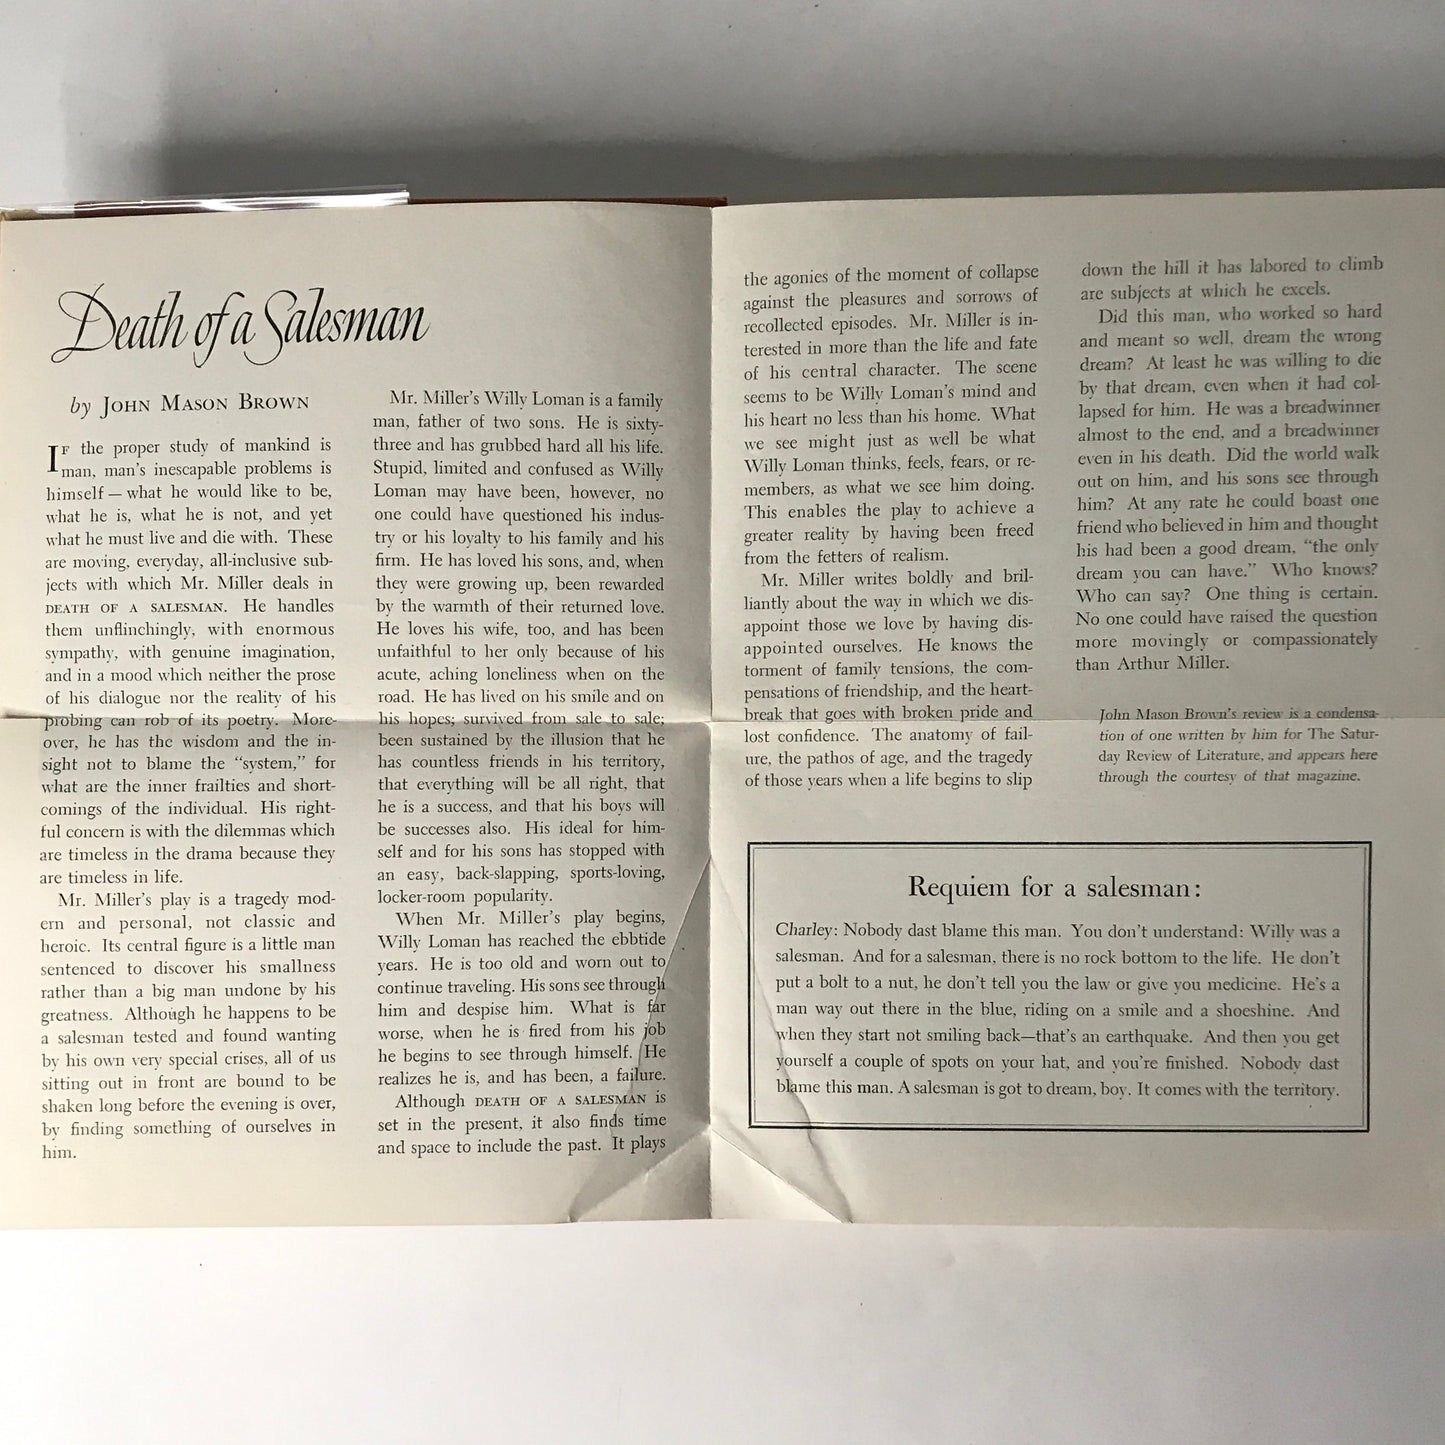 Death of a Salesman
by JOHN MASON BROWN
IF the proper study of mankind is
man, man's inescapable problems is
himself — what he would like to be,
what he is, what he is not, and yet
what he must live and die with. These
are moving, everyday, all-inclusive sub-
jects with which Mr. Miller deals in
DEATH OF A SALESMAN. He handles
them unflinchingly, with enormous
sympathy, with genuine imagination,
and in a mood which neither the prose
of his dialogue nor the reality of his
probing can rob of its poetry. More-
over, he has the wisdom and the in-
sight not to blame the "system," for
what are the inner frailties and short-
comings of the individual. His right-
ful concern is with the dilemmas which
are timeless in the drama because they
are timeless in life.
Mr. Miller's play is a tragedy mod-
ern and personal, not classic and
heroic. Its central figure is a little man
sentenced to discover his smallness
rather than a big man undone by his
greatness. Although he happens to be
a salesman tested and found wanting
by his own very special crises, all of us
sitting out in front are bound to be
shaken long before the evening is over,
by finding something of ourselves in
him.
Mr. Miller's Willy Loman is a family
man, father of two sons. He is sixty-
three and has grubbed hard all his life.
Stupid, limited and confused as Willy
Loman may have been, however, no
one could have questioned his indus-
try or his loyalty to his family and his
firm. He has loved his sons, and, when
they were growing up, been rewarded
by the warmth of their returned love.
He loves his wife, too, and has been
unfaithful to her only because of his
acute, aching loneliness when on the
road. He has lived on his smile and on
his hopes; survived from sale to sale;
been sustained by the illusion that he
has countless friends in his territory,
that everything will be all right, that
he is a success, and that his boys will
be successes also. His ideal for him-
self and for his sons has stopped with
an easy, back-slapping, sports-loving,
locker-room popularity.
When Mr. Miller's play begins,
Willy Loman has reached the ebbtide
years. He is too old and worn out to
continue traveling. His sons see through
him and despise him. What is far
worse, when he is fired from his job
he begins to see through himself. He
realizes he is, and has been, a failure.
Although DEATH OF A SALESMAN is
set in the present, it also finds time
and space to include the past. It plays
the agonies of the moment of collapse
against the pleasures and sorrows of
recollected episodes. Mr. Miller is in-
terested in more than the life and fate
of his central character. The scene
seems to be Willy Loman's mind and
his heart no less than his home. What
we see might just as well be what
Willy Loman thinks, feels, fears, or re-
members, as what we see him doing.
This enables the play to achieve a
greater reality by having been freed
from the fetters of realism.
Mr. Miller writes boldly and bril-
liantly about the way in which we dis-
appoint those we love by having dis-
appointed ourselves. He knows the
torment of family tensions, the com-
pensations of friendship, and the heart-
break that goes with broken pride and
lost confidence. The anatomy of fail-
ure, the pathos of age, and the tragedy
of those years when a life begins to slip
down the hill it has labored to climb
are subjects at which he excels.
Did this man, who worked so hard
and meant so well, dream the wrong
dream? At least he was willing to die
by that dream, even when it had col-
lapsed for him. He was a breadwinner
almost to the end, and a breadwinner
even in his death. Did the world walk
out on him, and his sons see through
him? At any rate he could boast one
friend who believed in him and thought
his had been a good dream, "the only
dream you can have." Who knows?
Who can say? One thing is certain.
No one could have raised the question
more movingly or compassionately
than Arthur Miller.
John Mason Brown's review is a condensa-
tion of one written by him for The Satur-
day Review of Literature, and appears here
through the courtesy of that magazine.
Requiem for a salesman:
Charley: Nobody dast blame this man. You don't understand: Willy was a
salesman. And for a salesman, there is no rock bottom to the life. He don't
put a bolt to a nut, he don't tell you the law or give you medicine. He's a
man way out there in the blue, riding on a smile and a shoeshine. And
when they start not smiling back—that's an earthquake. And then you get
yourself a couple of spots on your hat, and you're finished. Nobody dast
blame this man. A salesman is got to dream, boy. It comes with the territory.